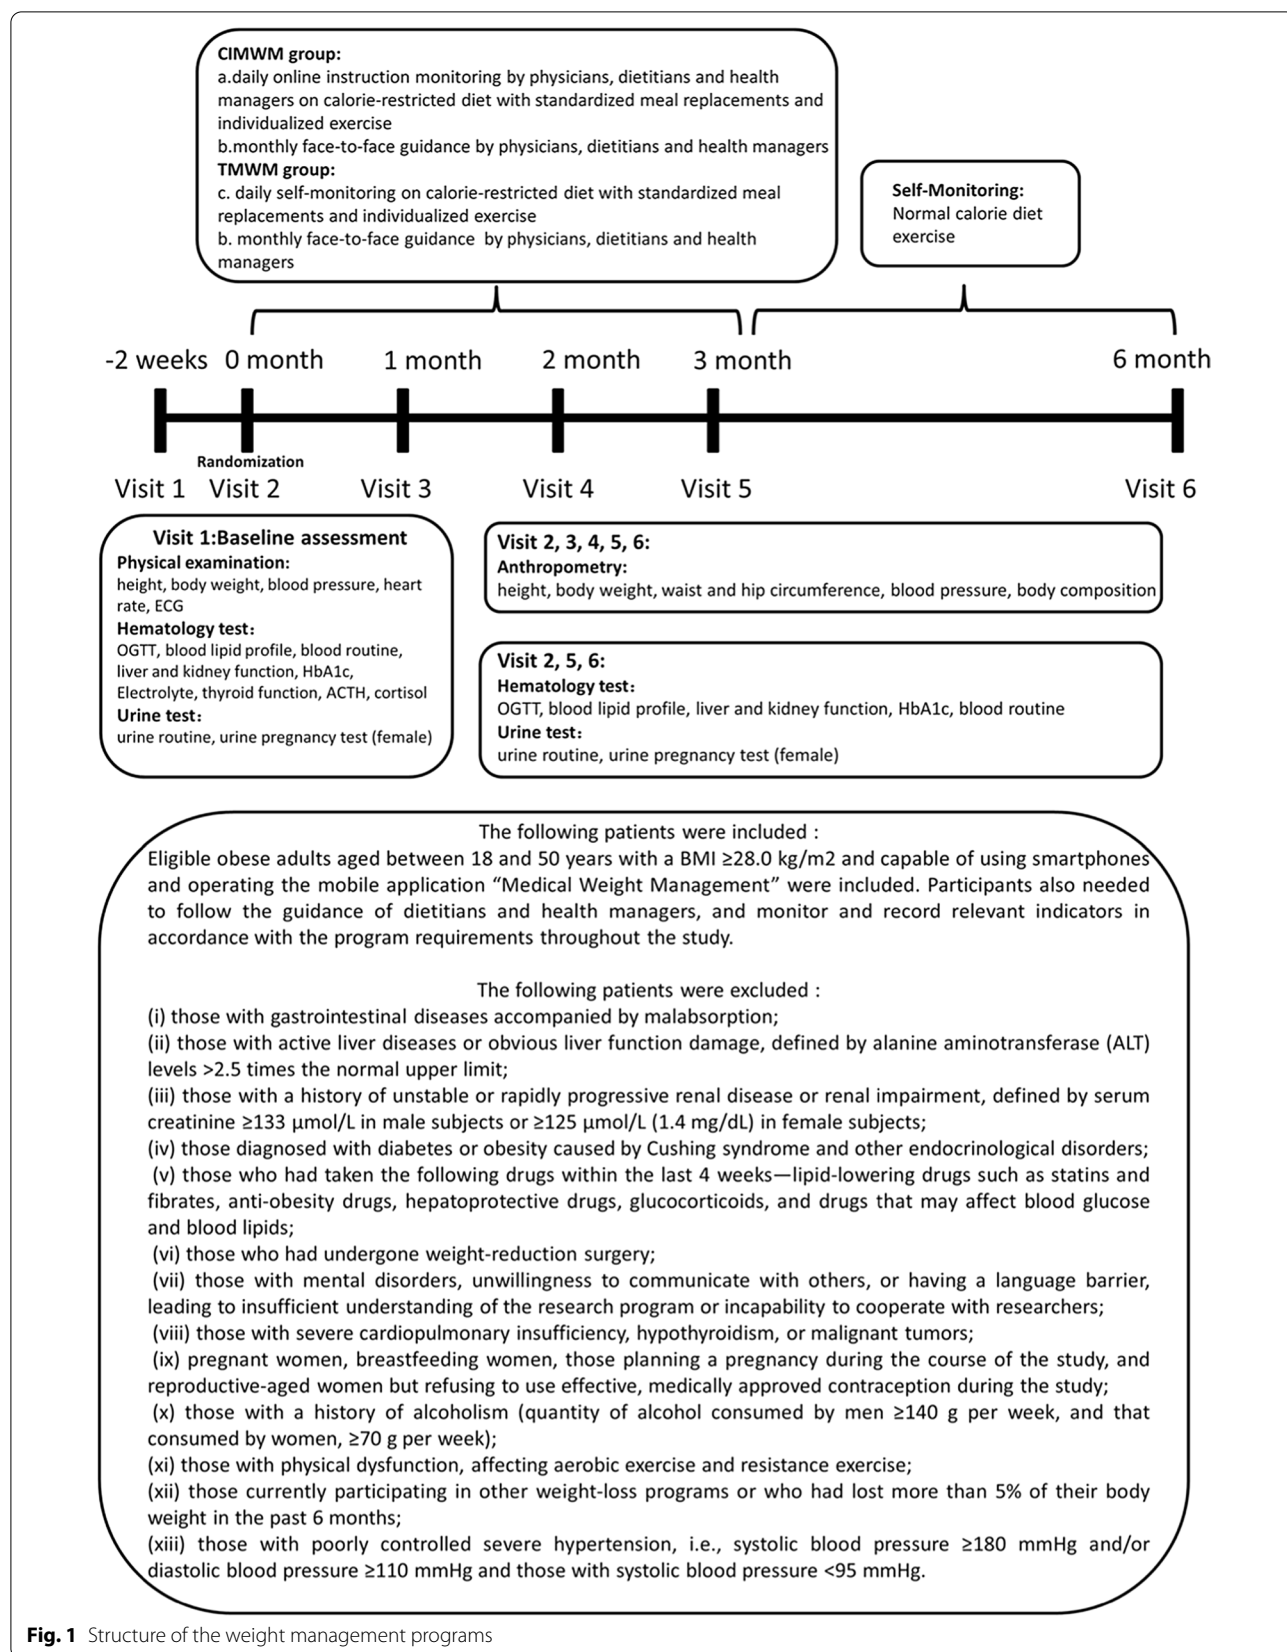 CIMWM group:
a.daily online instruction monitoring by physicians, dietitians and health
managers on calorie-restricted diet with standardized meal replacements and
individualized exercise
b.monthly face-to-face guidance by physicians, dietitians and health managers
TMWM group:
c. daily self-monitoring on calorie-restricted diet with standardized meal
replacements and individualized exercise
b. monthly face-to-face guidance by physicians, dietitians and health
managers
Self-Monitoring:
Normal calorie diet
exercise
-2 weeks 0 month 1 month 2 month 3 month 6 month
Randomization
Visit 1 Visit 2 Visit 3 Visit 4 Visit 5 Visit 6
Visit 1:Baseline assessment
Physical examination:
height, body weight, blood pressure, heart
rate, ECG
Hematology test:
OGTT, blood lipid profile, blood routine,
liver and kidney function, HbA1c,
Electrolyte, thyroid function, ACTH, cortisol
Urine test:
urine routine, urine pregnancy test (female)
Visit 2, 3, 4, 5, 6:
Anthropometry:
height, body weight, waist and hip circumference, blood pressure, body composition
Visit 2, 5, 6:
Hematology test:
OGTT, blood lipid profile, liver and kidney function, HbA1c, blood routine
Urine test:
urine routine, urine pregnancy test (female)
The following patients were included :
Eligible obese adults aged between 18 and 50 years with a BMI ≥28.0 kg/m2 and capable of using smartphones
and operating the mobile application “Medical Weight Management” were included. Participants also needed
to follow the guidance of dietitians and health managers, and monitor and record relevant indicators in
accordance with the program requirements throughout the study.
The following patients were excluded :
(i) those with gastrointestinal diseases accompanied by malabsorption;
(ii) those with active liver diseases or obvious liver function damage, defined by alanine aminotransferase (ALT)
levels >2.5 times the normal upper limit;
(iii) those with a history of unstable or rapidly progressive renal disease or renal impairment, defined by serum
creatinine ≥133 μmol/L in male subjects or ≥125 μmol/L (1.4 mg/dL) in female subjects;
(iv) those diagnosed with diabetes or obesity caused by Cushing syndrome and other endocrinological disorders;
(v) those who had taken the following drugs within the last 4 weeks—lipid-lowering drugs such as statins and
fibrates, anti-obesity drugs, hepatoprotective drugs, glucocorticoids, and drugs that may affect blood glucose
and blood lipids;
(vi) those who had undergone weight-reduction surgery;
(vii) those with mental disorders, unwillingness to communicate with others, or having a language barrier,
leading to insufficient understanding of the research program or incapability to cooperate with researchers;
(viii) those with severe cardiopulmonary insufficiency, hypothyroidism, or malignant tumors;
(ix) pregnant women, breastfeeding women, those planning a pregnancy during the course of the study, and
reproductive-aged women but refusing to use effective, medically approved contraception during the study;
(x) those with a history of alcoholism (quantity of alcohol consumed by men ≥140 g per week, and that
consumed by women, ≥70 g per week);
(xi) those with physical dysfunction, affecting aerobic exercise and resistance exercise;
(xii) those currently participating in other weight-loss programs or who had lost more than 5% of their body
weight in the past 6 months;
(xiii) those with poorly controlled severe hypertension, i.e., systolic blood pressure ≥180 mmHg and/or
diastolic blood pressure ≥110 mmHg and those with systolic blood pressure <95 mmHg.
Fig. 1 Structure of the weight management programs